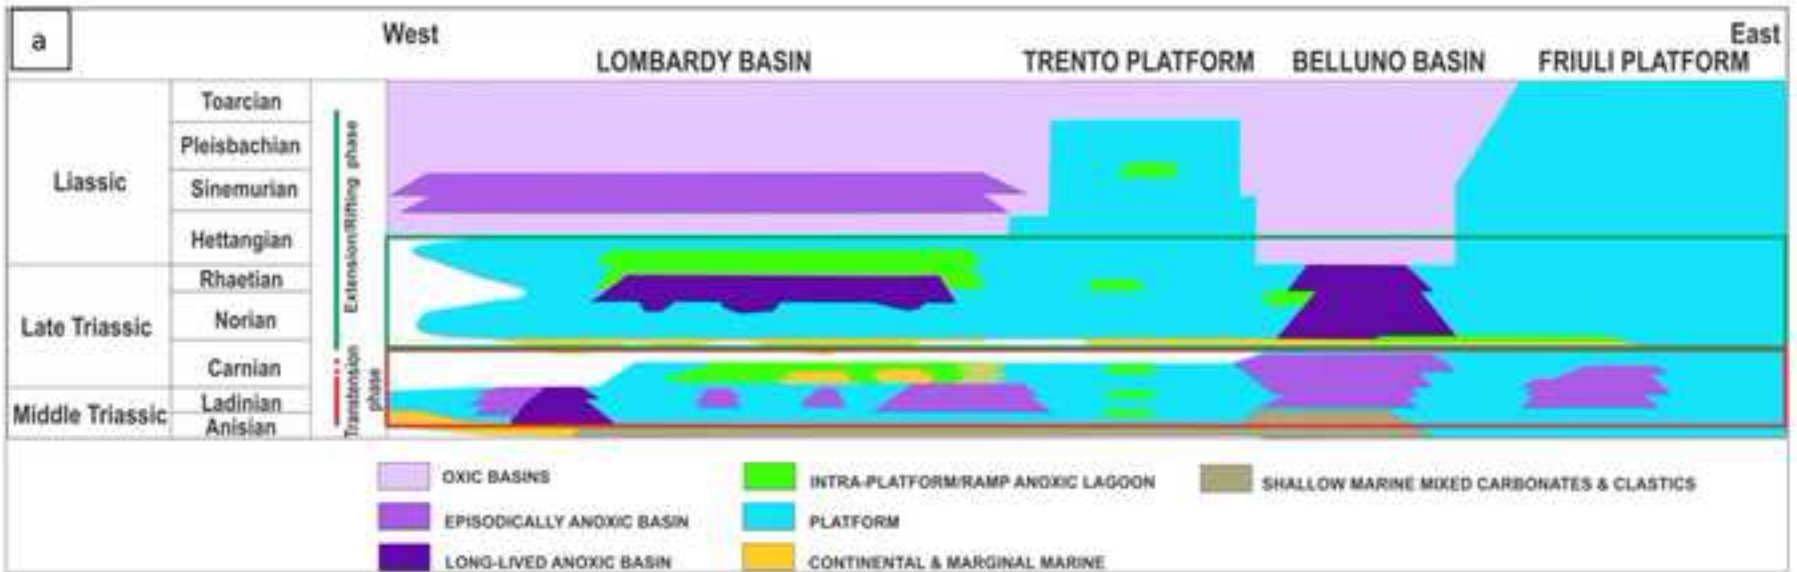 a
West
East
LOMBARDY BASIN
TRENTO PLATFORM
BELLUNO BASIN
FRIULI PLATFORM
Liassic
Late Triassic
Middle Triassic
Toarcian
Pleisbachian
Sinemurian
Hettangian
Rhaetian
Norian
Carnian
Ladinian
Anisian
Extension/Rifting phase
Transtension
phase
OXIC BASINS
EPISODICALLY ANOXIC BASIN
LONG-LIVED ANOXIC BASIN
INTRA-PLATFORM/RAMP ANOXIC LAGOON
PLATFORM
CONTINENTAL & MARGINAL MARINE
SHALLOW MARINE MIXED CARBONATES & CLASTICS